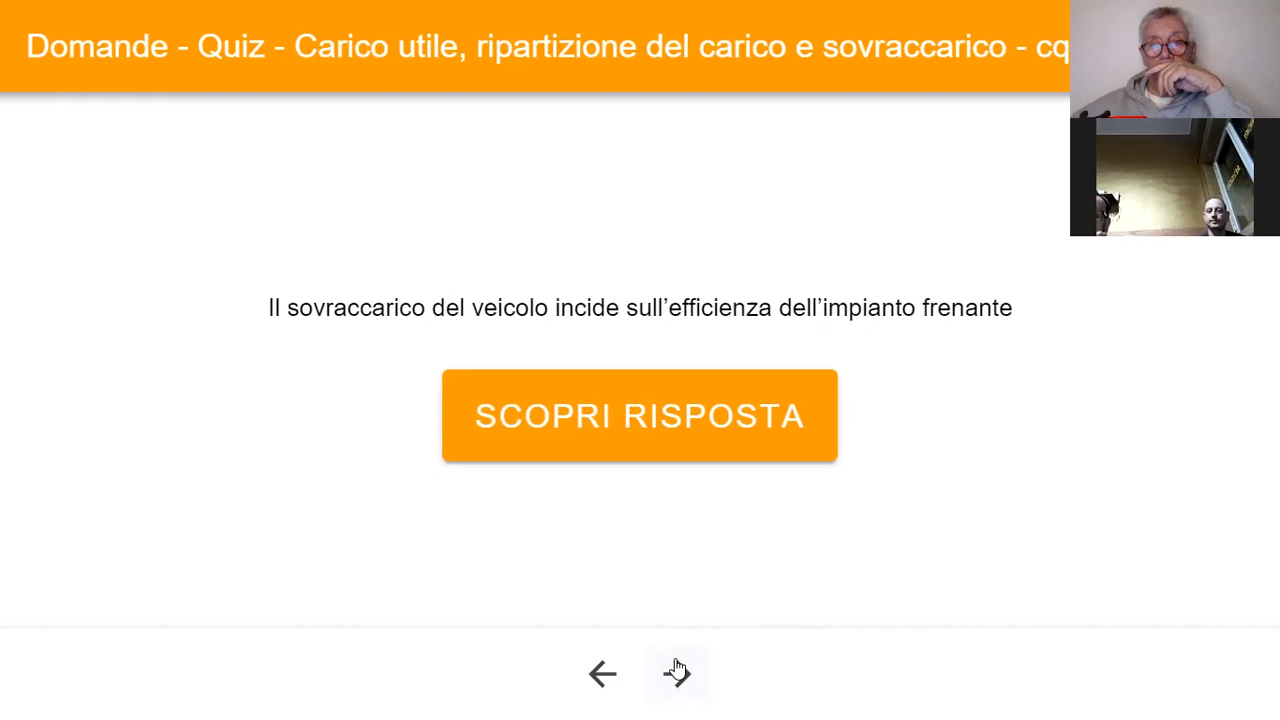 Domande - Quiz - Carico utile, ripartizione del carico e sovraccarico - cq
Il sovraccarico del veicolo incide sull’efficienza dell’impianto frenante
SCOPRI RISPOSTA